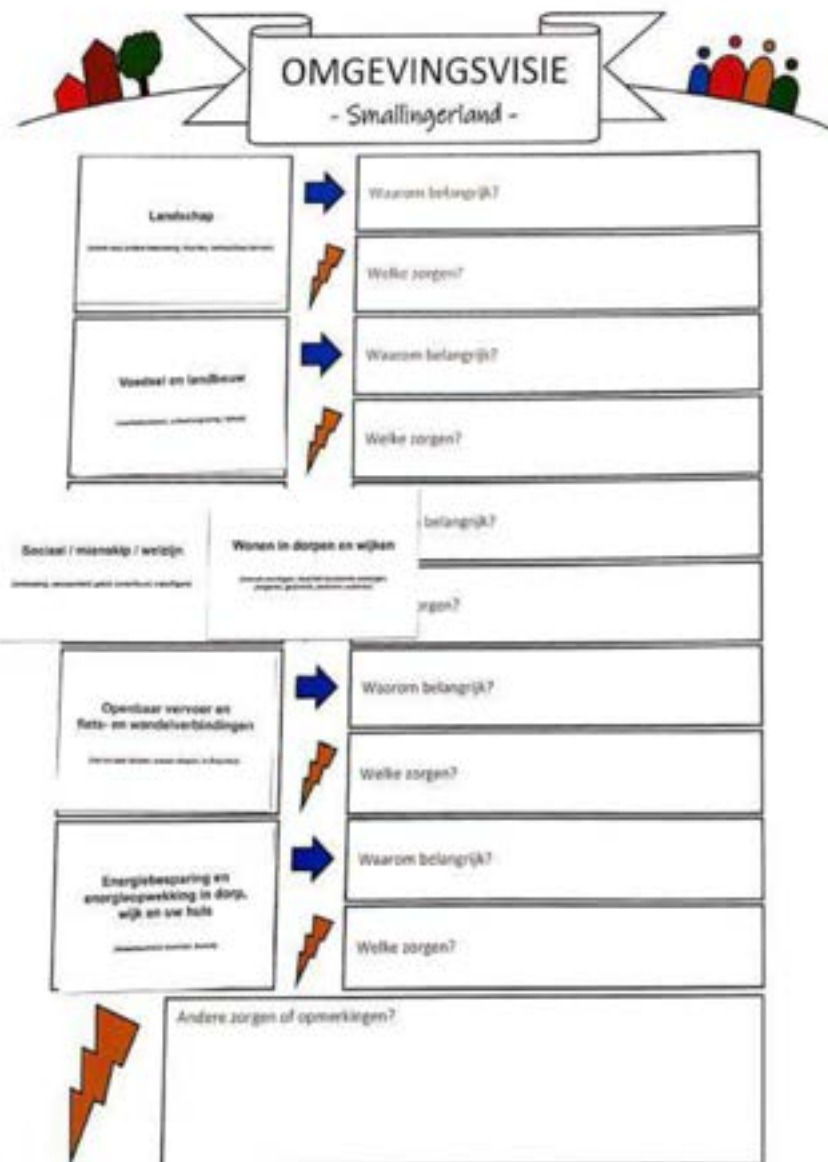 OMGEVINGSVISIE
- Smallingerland -
Landschap
Waarom belangrijk?
Welke zorgen?
Voedsel en landbouw
Waarom belangrijk?
Welke zorgen?
Sociaal / mienskip / welzijn
Wonen in dorpen en wijken
belangrijk?
zorgen?
Openbaar vervoer en
fiets- en wandelverbindingen
Waarom belangrijk?
Welke zorgen?
Energiebesparing en
energieopwekking in dorp,
wijk en uw huis
Waarom belangrijk?
Welke zorgen?
Andere zorgen of opmerkingen?